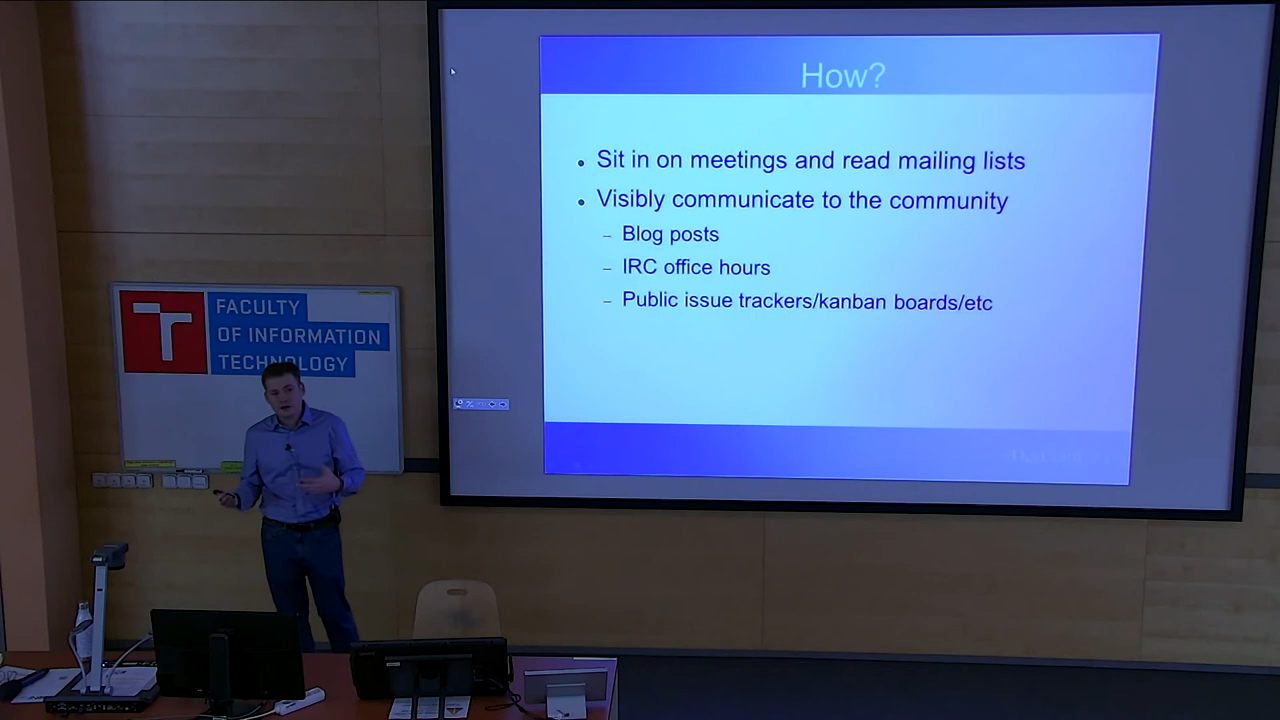 How?
Sit in on meetings and read mailing lists
Visibly communicate to the community
– Blog posts
– IRC office hours
– Public issue trackers/kanban boards/etc
FACULTY
OF INFORMATION
TECHNOLOGY